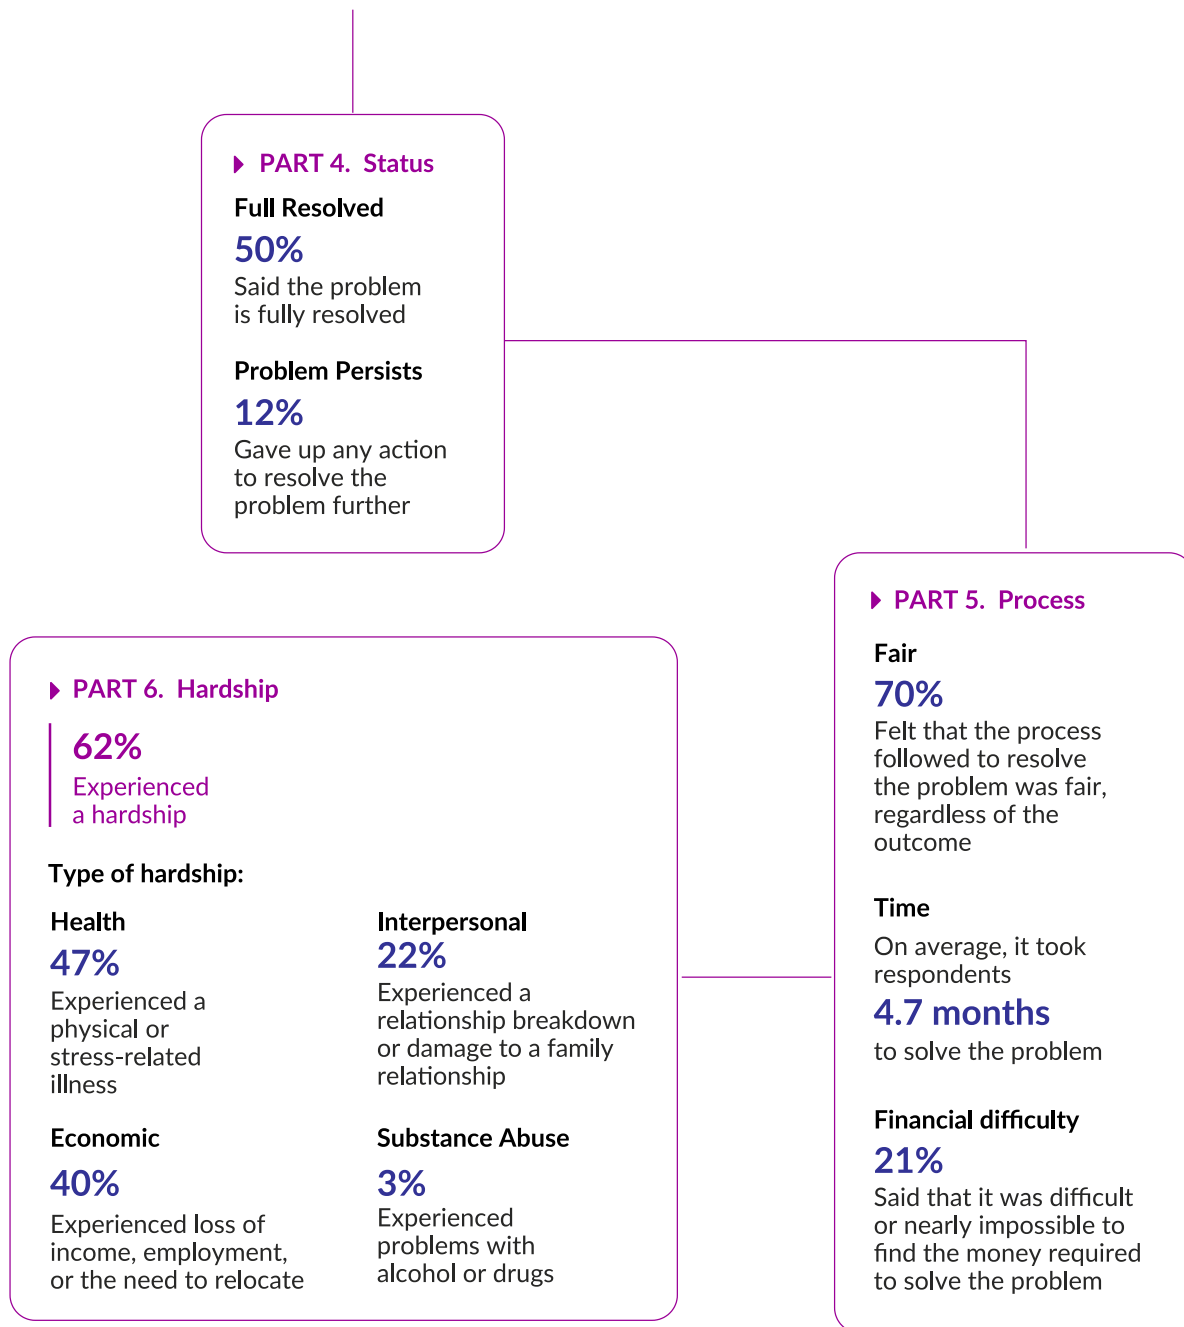 PART 4. Status
Full Resolved
50%
Said the problem
is fully resolved
Problem Persists
12%
Gave up any action
to resolve the
problem further
PART 5. Process
Fair
70%
Felt that the process
followed to resolve
the problem was fair,
regardless of the
outcome
Time
On average, it took
respondents
4.7 months
to solve the problem
Financial difficulty
21%
Said that it was difficult
or nearly impossible to
find the money required
to solve the problem
PART 6. Hardship
62%
Experienced
a hardship
Type of hardship:
Health
47%
Experienced a
physical or
stress-related
illness
Interpersonal
22%
Experienced a
relationship breakdown
or damage to a family
relationship
Economic
40%
Experienced loss of
income, employment,
or the need to relocate
Substance Abuse
3%
Experienced
problems with
alcohol or drugs